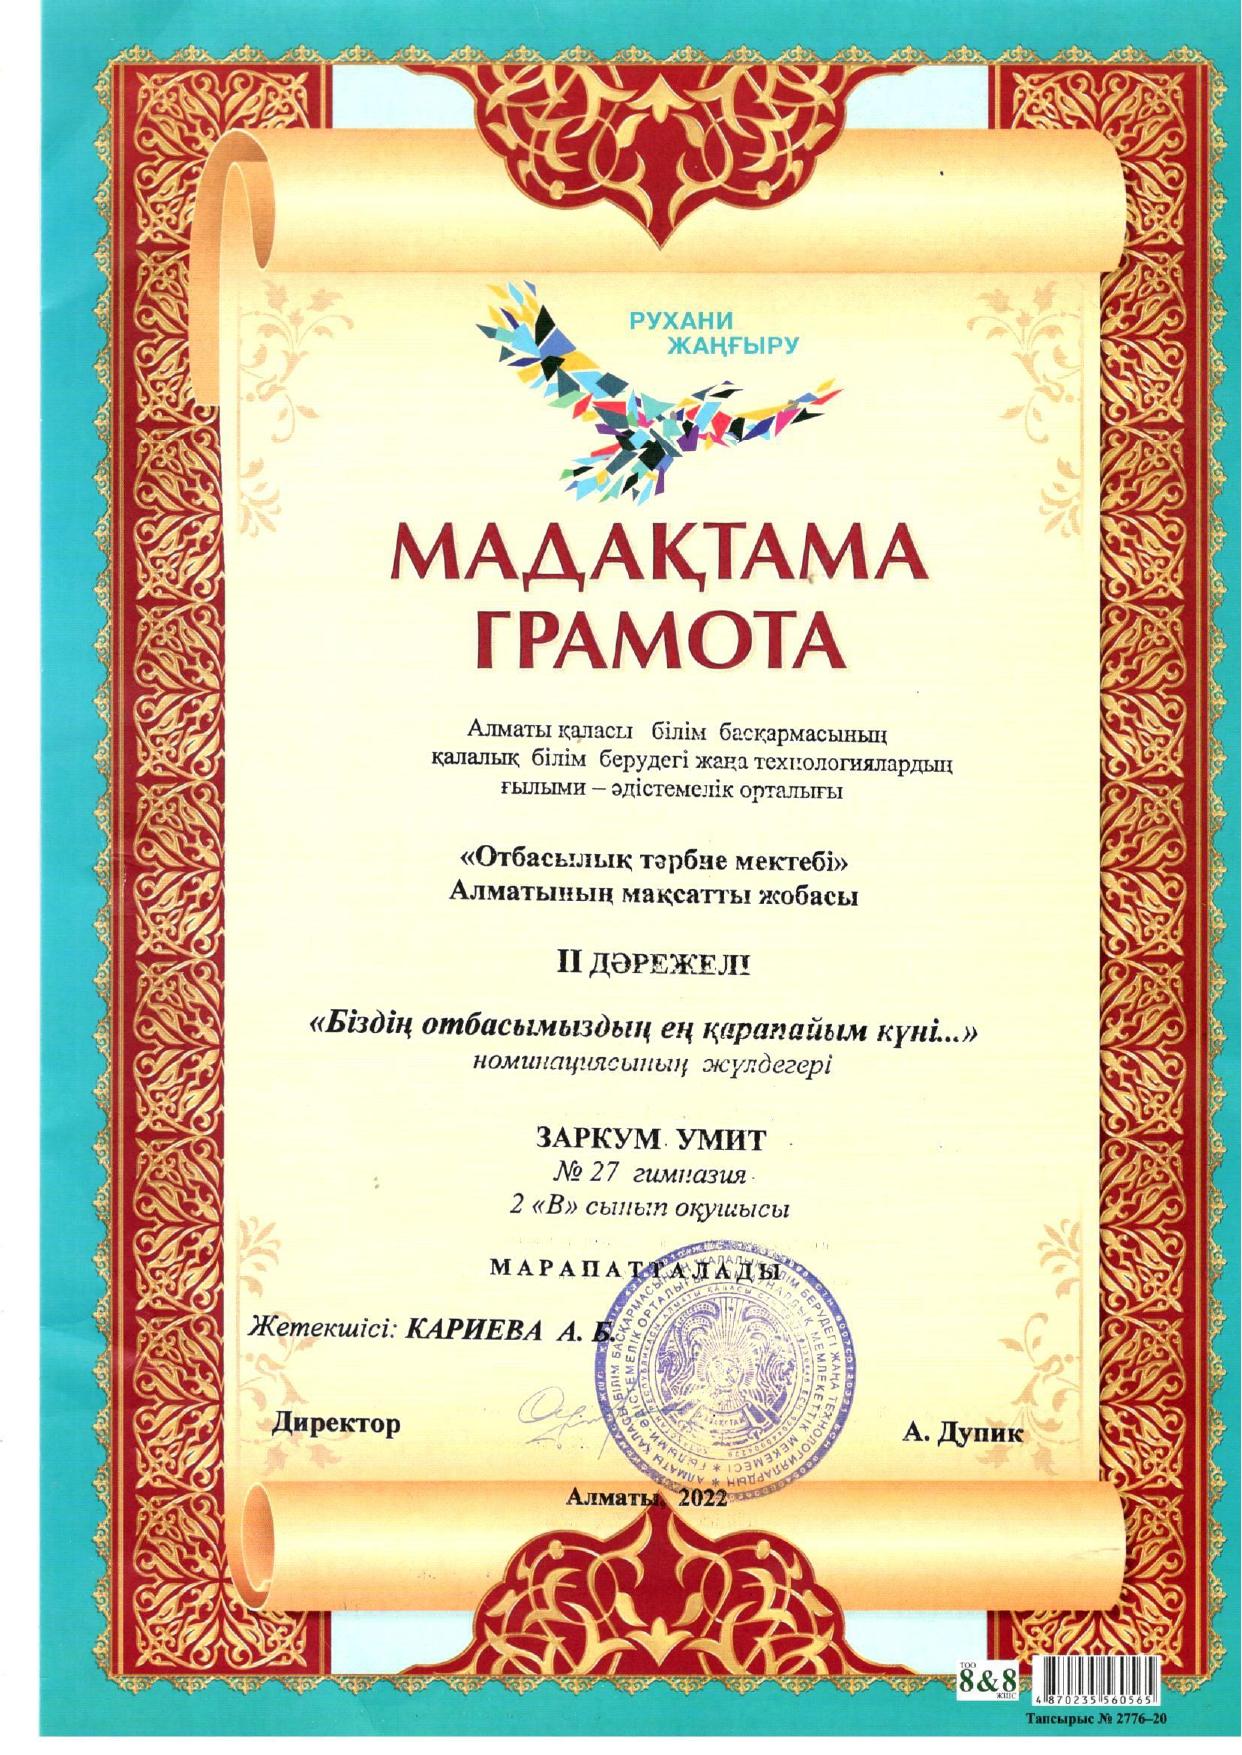 РУХАНИ
ЖАҢҒЫРУ
МАДАҚТАМА
ГРАМОТА
Алматы қаласы білім басқармасының
қалалық білім берудегі жаңа технологиялардың
ғылыми – әдістемелік орталығы
«Отбасылық тәрбие мектебі»
Алматының мақсатты жобасы
ІІ ДӘРЕЖЕЛІ
«Біздің отбасымыздың ең қарапайым күні...»
номинациясының жүлдегері
ЗАРКУМ УМИТ
№ 27 гимназия
2 «В» сынып оқушысы
МАРАПАТТАЛАДЫ
Жетекшісі: КАРИЕВА А. Б.
Директор
А. Дупик
Алматы, 2022
ТОО
8&8
ЖШС
4 870235 560565
Тапсырыс № 2776–20